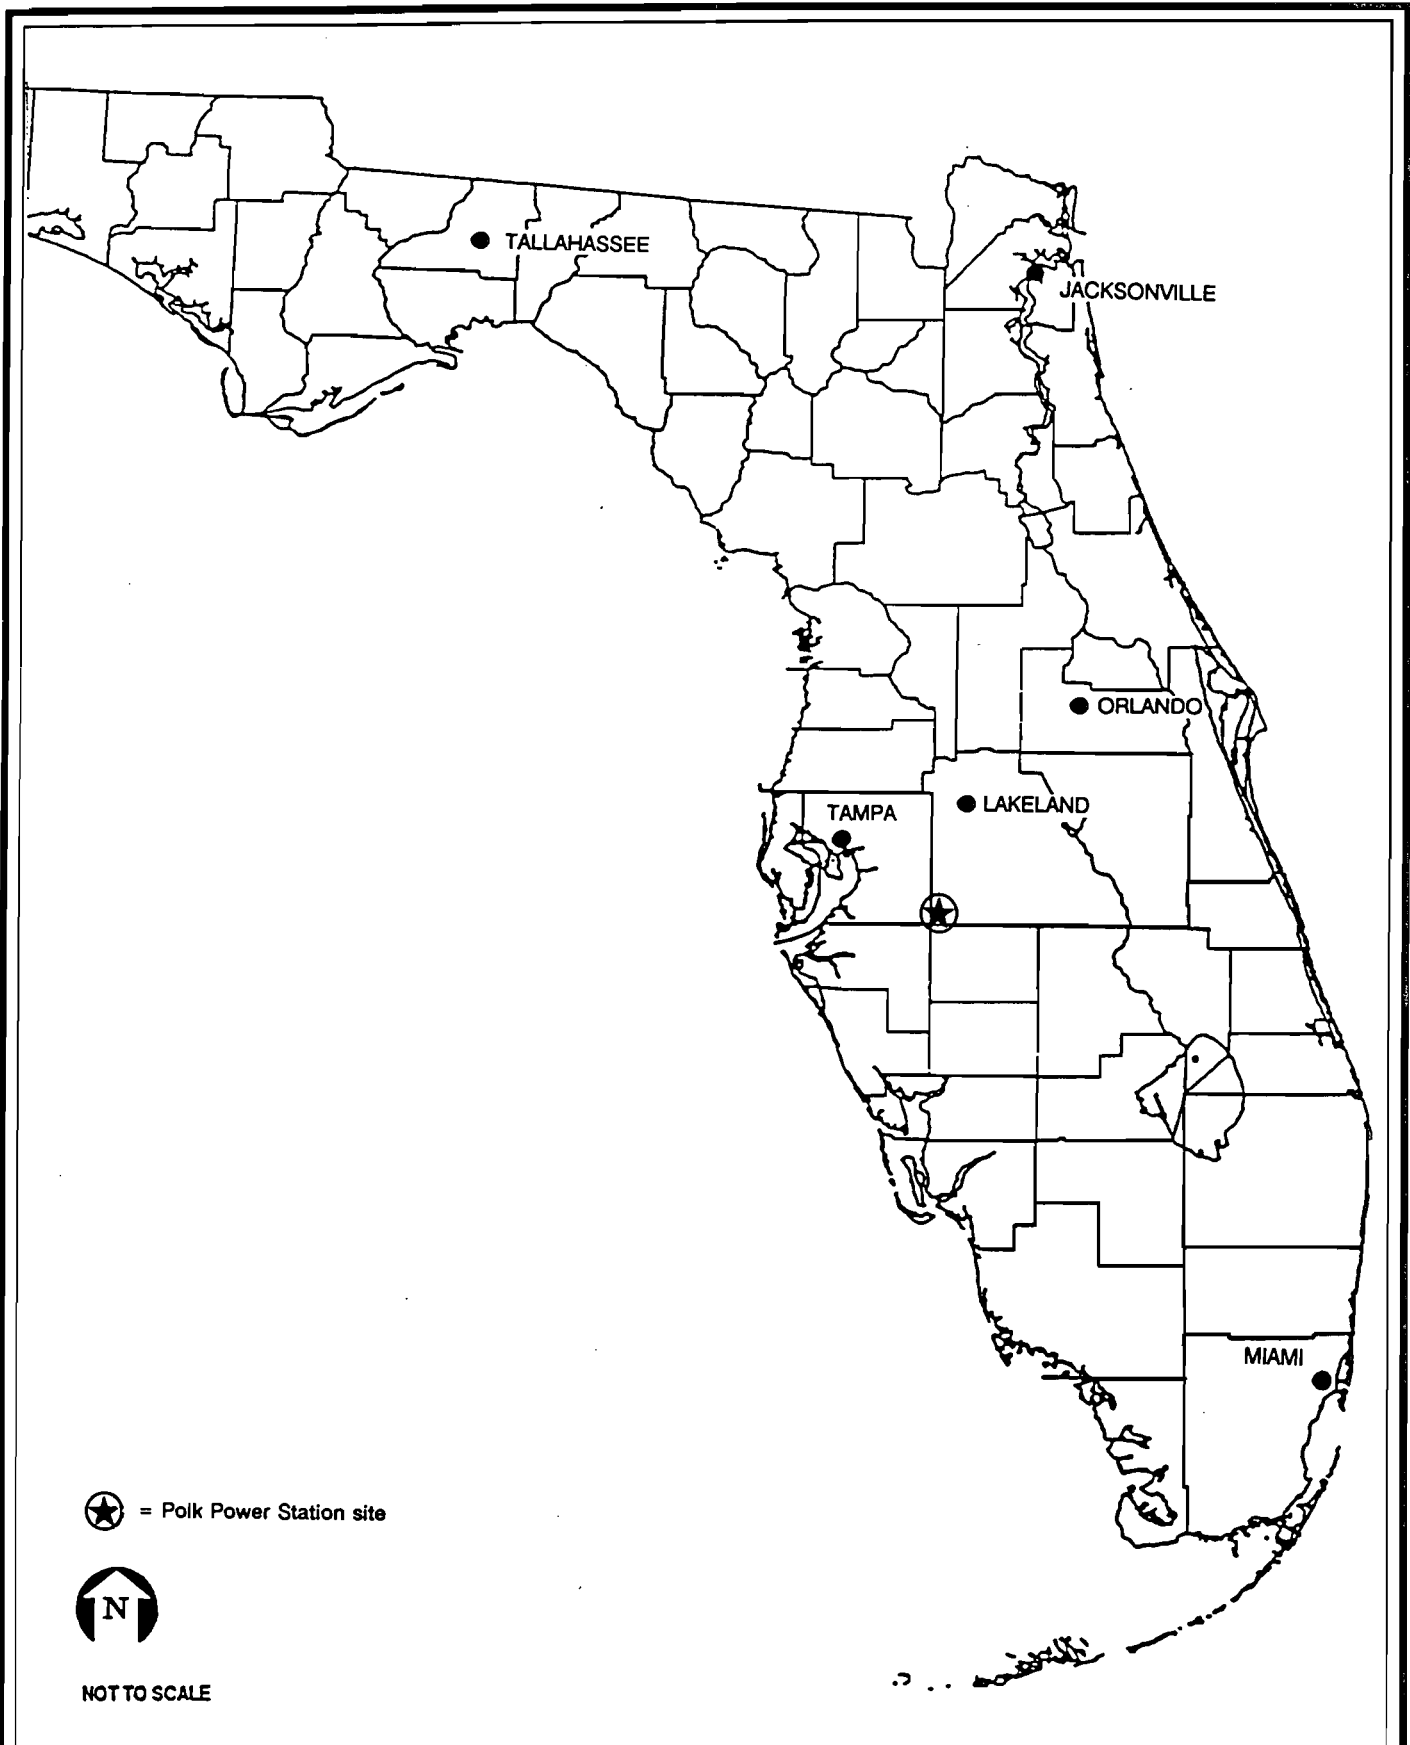 TALLAHASSEE
JACKSONVILLE
ORLANDO
LAKELAND
TAMPA
MIAMI
= Polk Power Station site
N
NOT TO SCALE